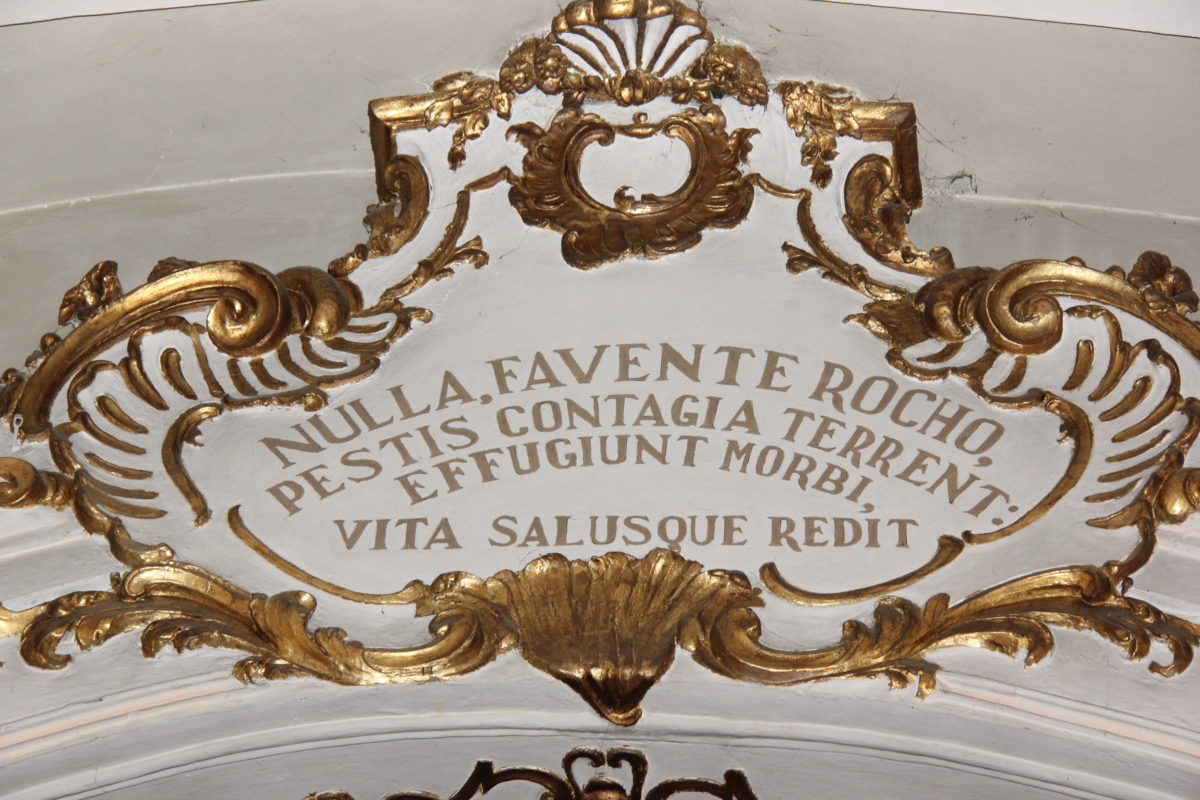 NULLA, FAVENTE ROCHO,
PESTIS CONTAGIA TERRENT:
EFFUGIUNT MORBI,
VITA SALUSQUE REDIT